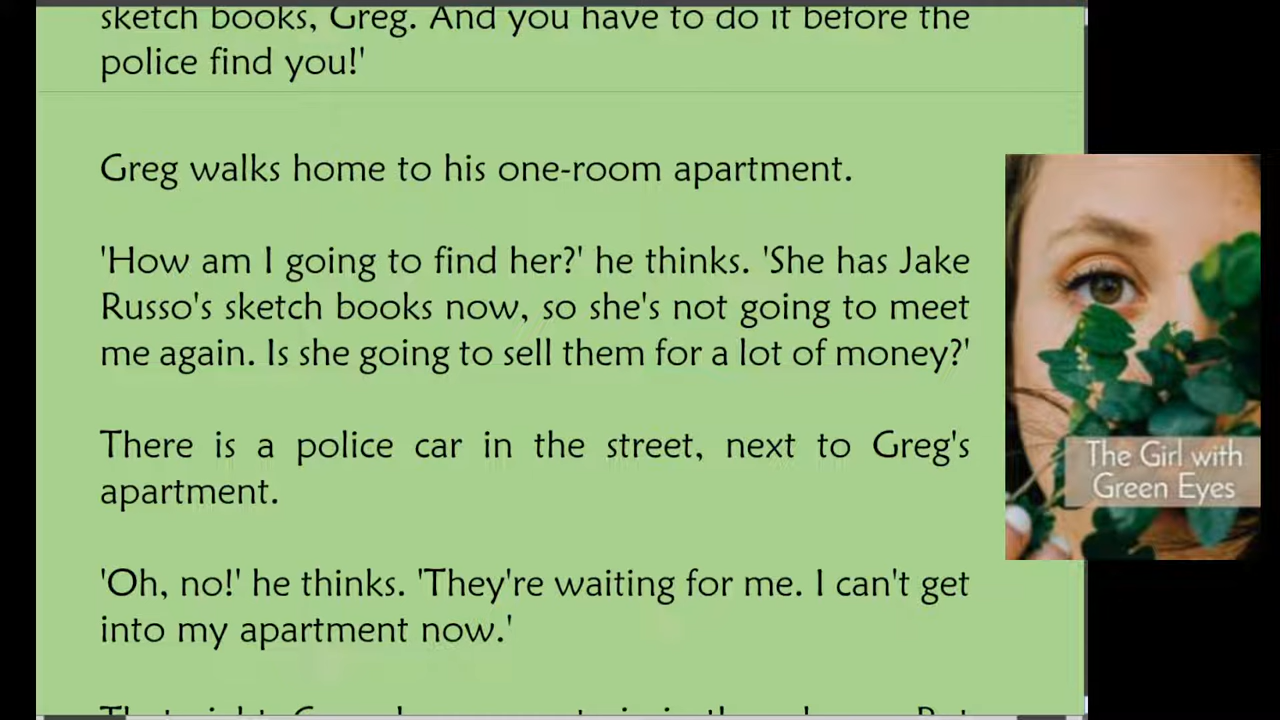 sketch books, Greg. And you have to do it before the
police find you!'
Greg walks home to his one-room apartment.
'How am I going to find her?' he thinks. 'She has Jake
Russo's sketch books now, so she's not going to meet
me again. Is she going to sell them for a lot of money?'
There is a police car in the street, next to Greg's
apartment.
'Oh, no!' he thinks. 'They're waiting for me. I can't get
into my apartment now.'
The Girl with
Green Eyes